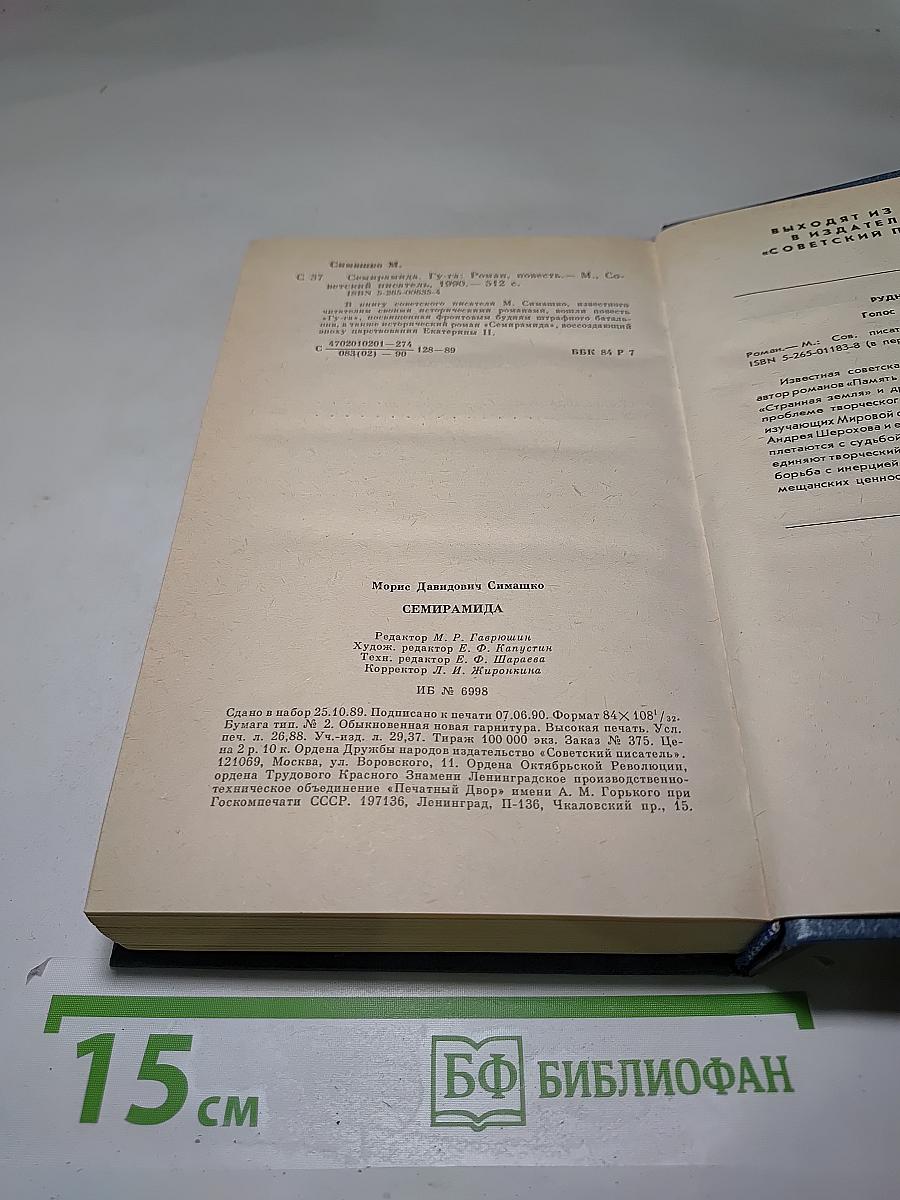 Симашко М.
С 37 Семирамида. Гу-га: Роман, повесть.— М., Со-
ветский писатель, 1990.— 512 с.
ISBN 5-265-00835-4
В книгу советского писателя М. Симашко, известного
читателям своими историческими романами, вошли повесть
«Гу-га», посвященная фронтовым будням штрафного баталь-
она, а также исторический роман «Семирамида», воссоздающий
эпоху царствования Екатерины II.
С 4702010201—274
083(02) — 90 128—89 ББК 84 Р 7
Морис Давидович Симашко
СЕМИРАМИДА
Редактор М. Р. Гаврюшин
Худож. редактор Е. Ф. Капустин
Техн. редактор Е. Ф. Шараева
Корректор Л. И. Жиронкина
ИБ № 6998
Сдано в набор 25.10.89. Подписано к печати 07.06.90. Формат 84×108¹/₃₂.
Бумага тип. № 2. Обыкновенная новая гарнитура. Высокая печать. Усл.
печ. л. 26,88. Уч.-изд. л. 29,37. Тираж 100 000 экз. Заказ № 375. Це-
на 2 р. 10 к. Ордена Дружбы народов издательство «Советский писатель».
121069, Москва, ул. Воровского, 11. Ордена Октябрьской Революции,
ордена Трудового Красного Знамени Ленинградское производственно-
техническое объединение «Печатный Двор» имени А. М. Горького при
Госкомпечати СССР. 197136, Ленинград, П-136, Чкаловский пр., 15.
ВЫХОДЯТ ИЗ
В ИЗДАТЕЛ
«СОВЕТСКИЙ П
РУДН
Голос
Роман.— М.: Сов. писат
ISBN 5-265-01183-8 (в пер
Известная советска
автор романов «Память
«Странная земля» и др
проблеме творческого
изучающих Мировой о
Андрея Шерохова и е
плетаются с судьбой
единяют творческий
борьба с инерцией
мещанских ценнос
15 см
БФ БИБЛИОФАН